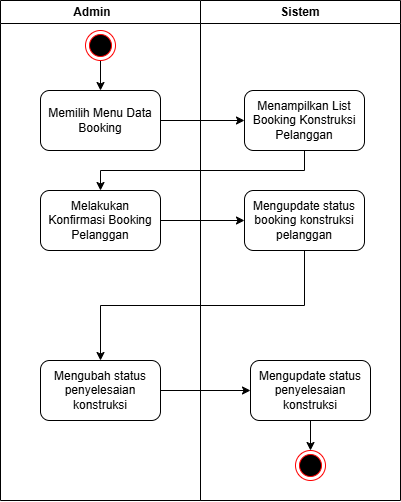 Admin
Sistem
Memilih Menu Data
Booking
Menampilkan List
Booking Konstruksi
Pelanggan
Melakukan
Konfirmasi Booking
Pelanggan
Mengupdate status
booking konstruksi
pelanggan
Mengubah status
penyelesaian
konstruksi
Mengupdate status
penyelesaian
konstruksi